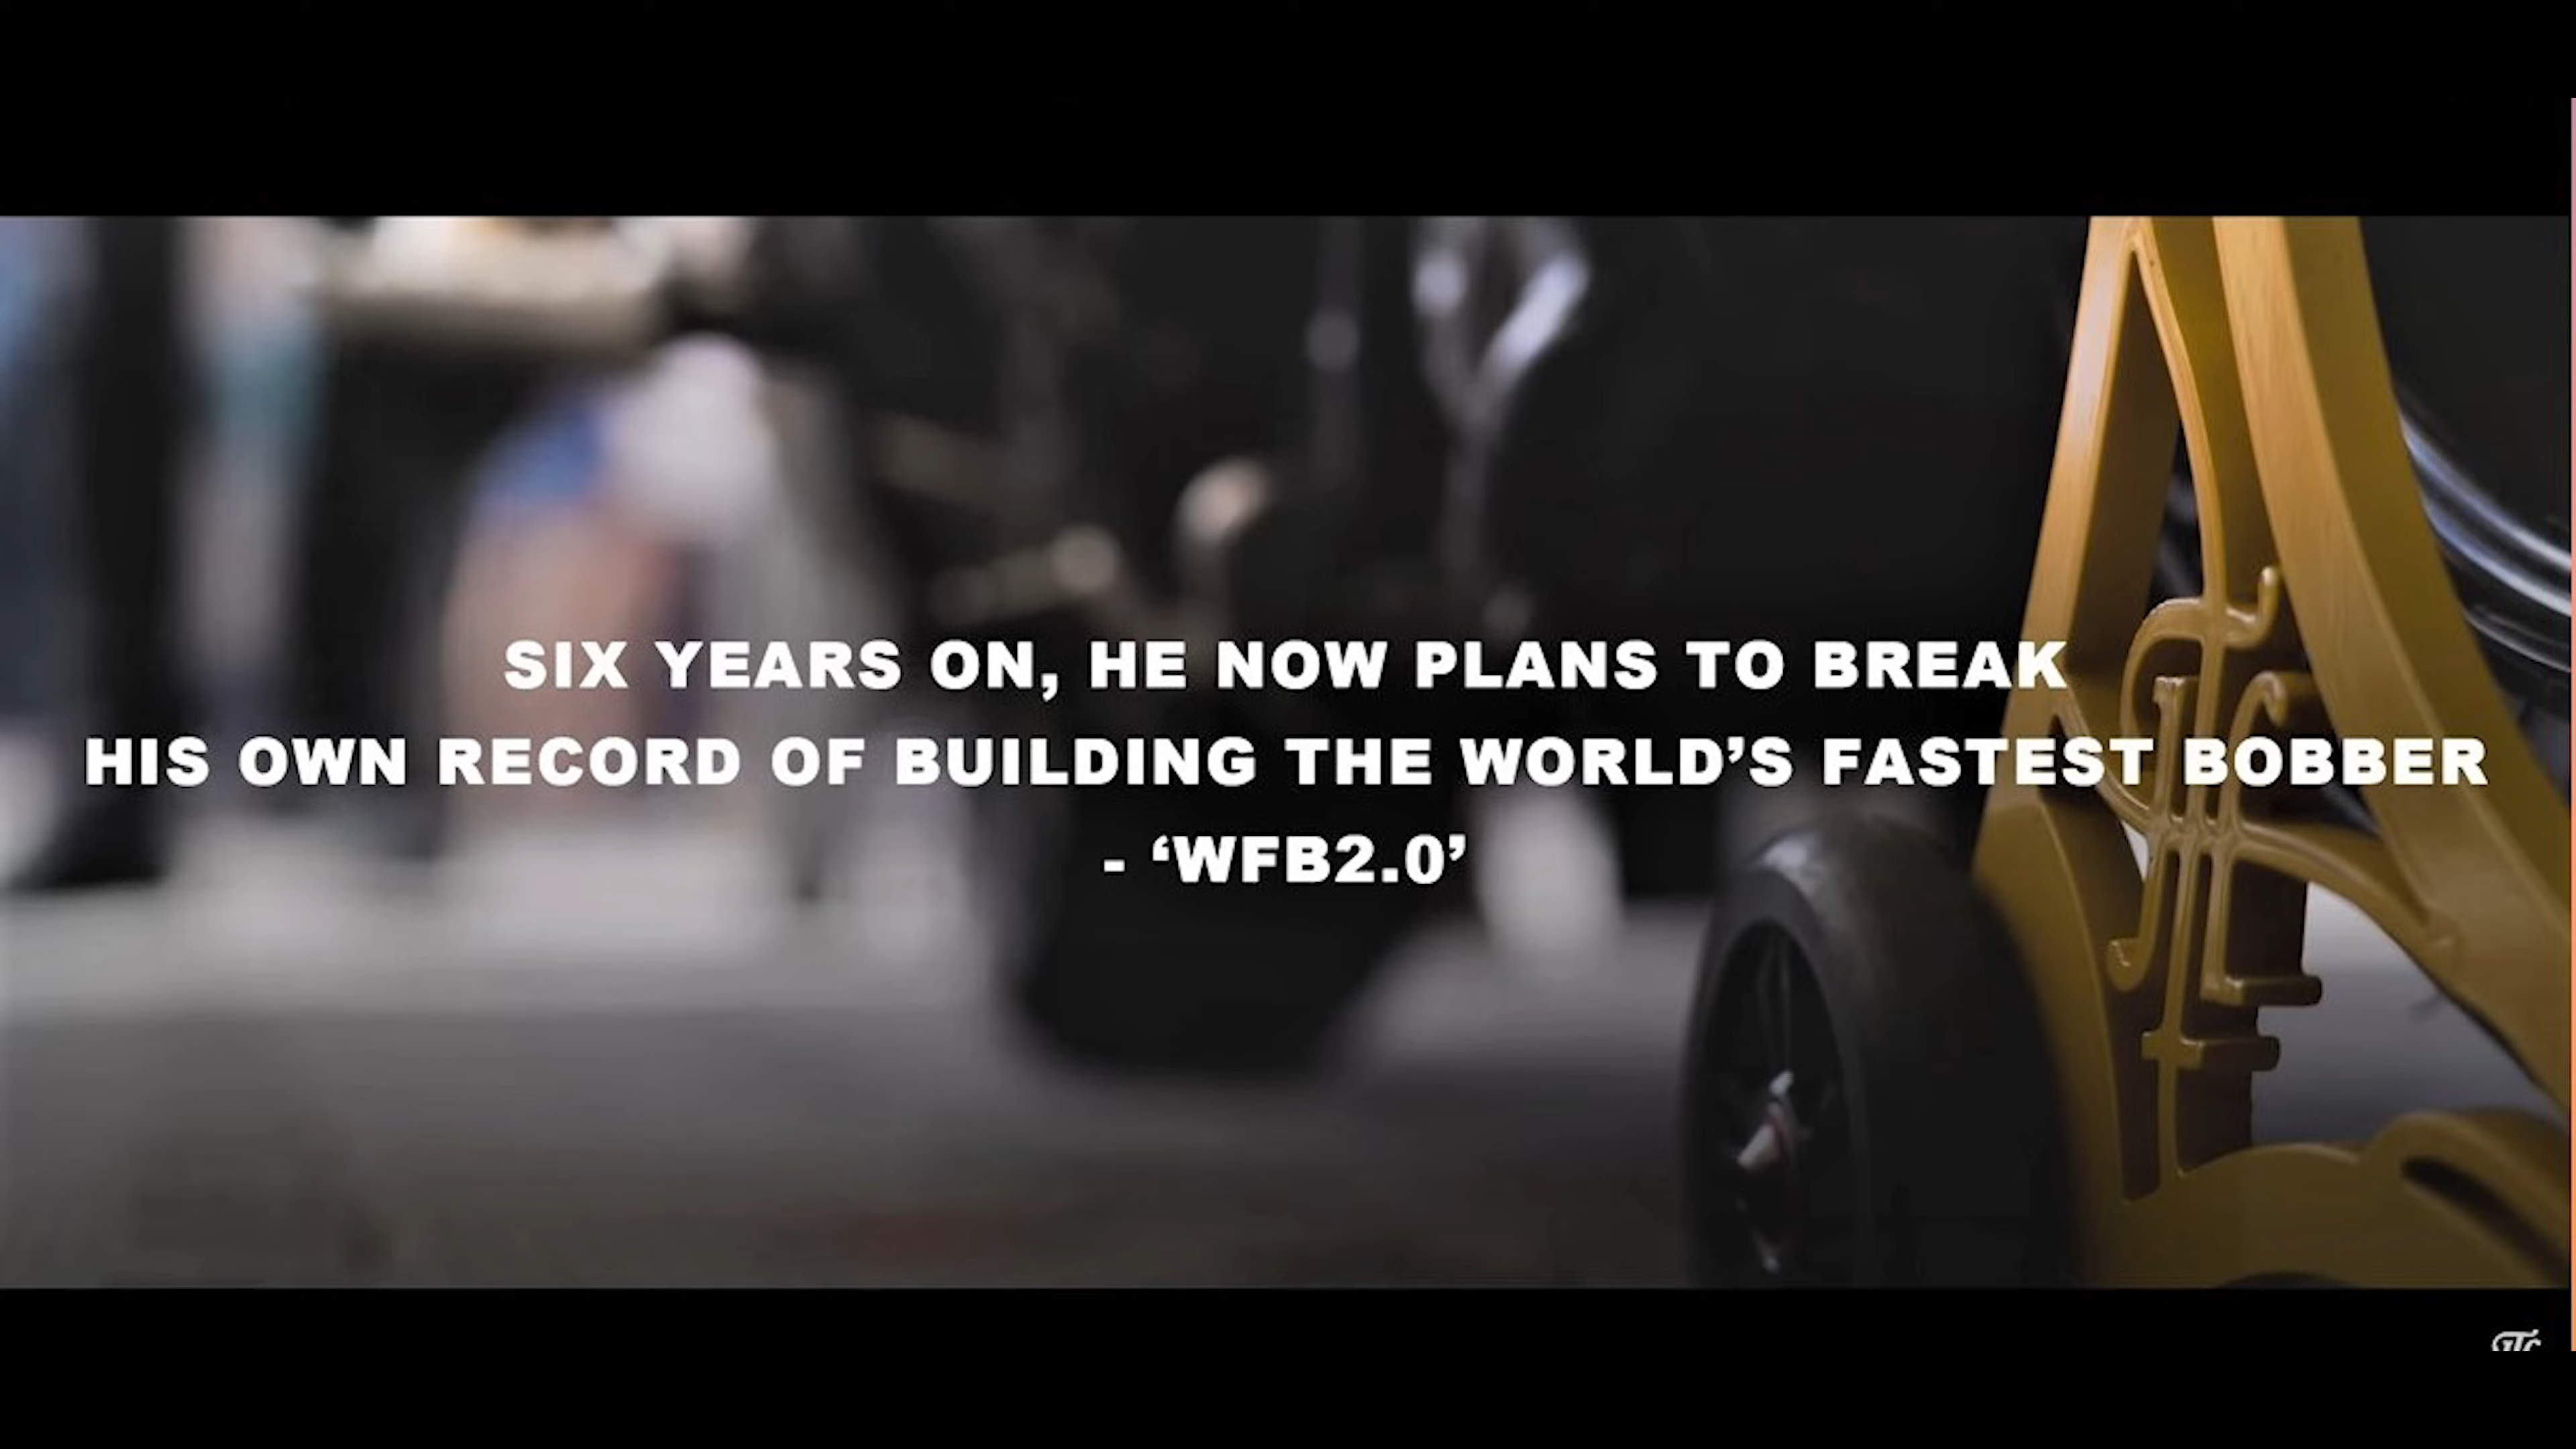 SIX YEARS ON, HE NOW PLANS TO BREAK
HIS OWN RECORD OF BUILDING THE WORLD’S FASTEST BOBBER
- ‘WFB2.0’